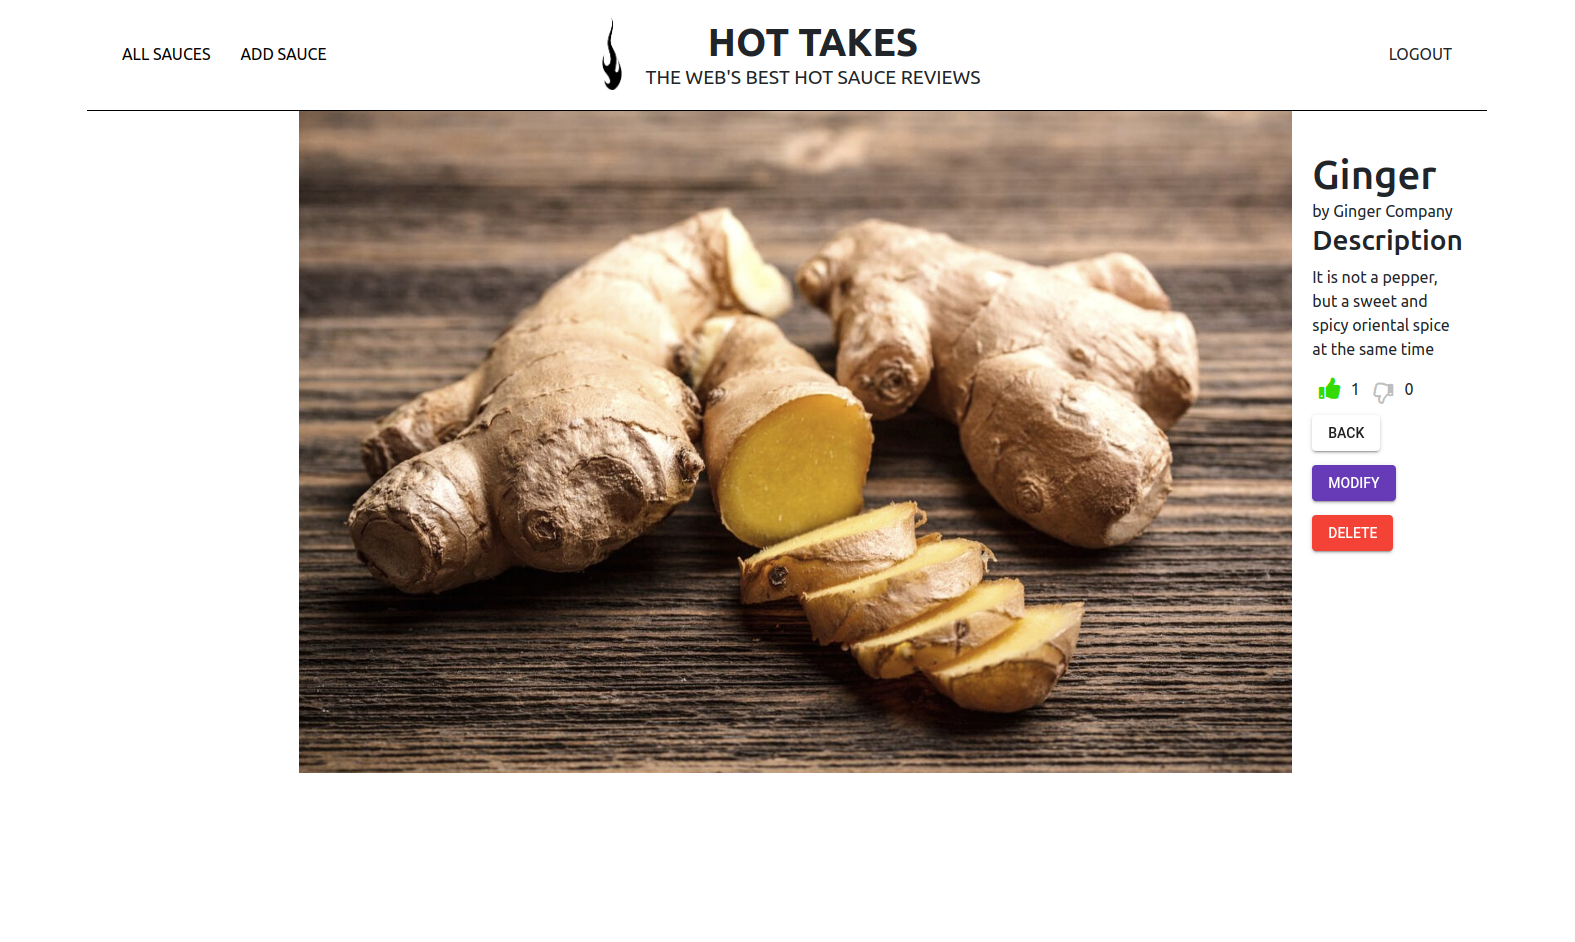 ALL SAUCES
ADD SAUCE
HOT TAKES
THE WEB'S BEST HOT SAUCE REVIEWS
LOGOUT
Ginger
by Ginger Company
Description
It is not a pepper,
but a sweet and
spicy oriental spice
at the same time
1 0
BACK
MODIFY
DELETE